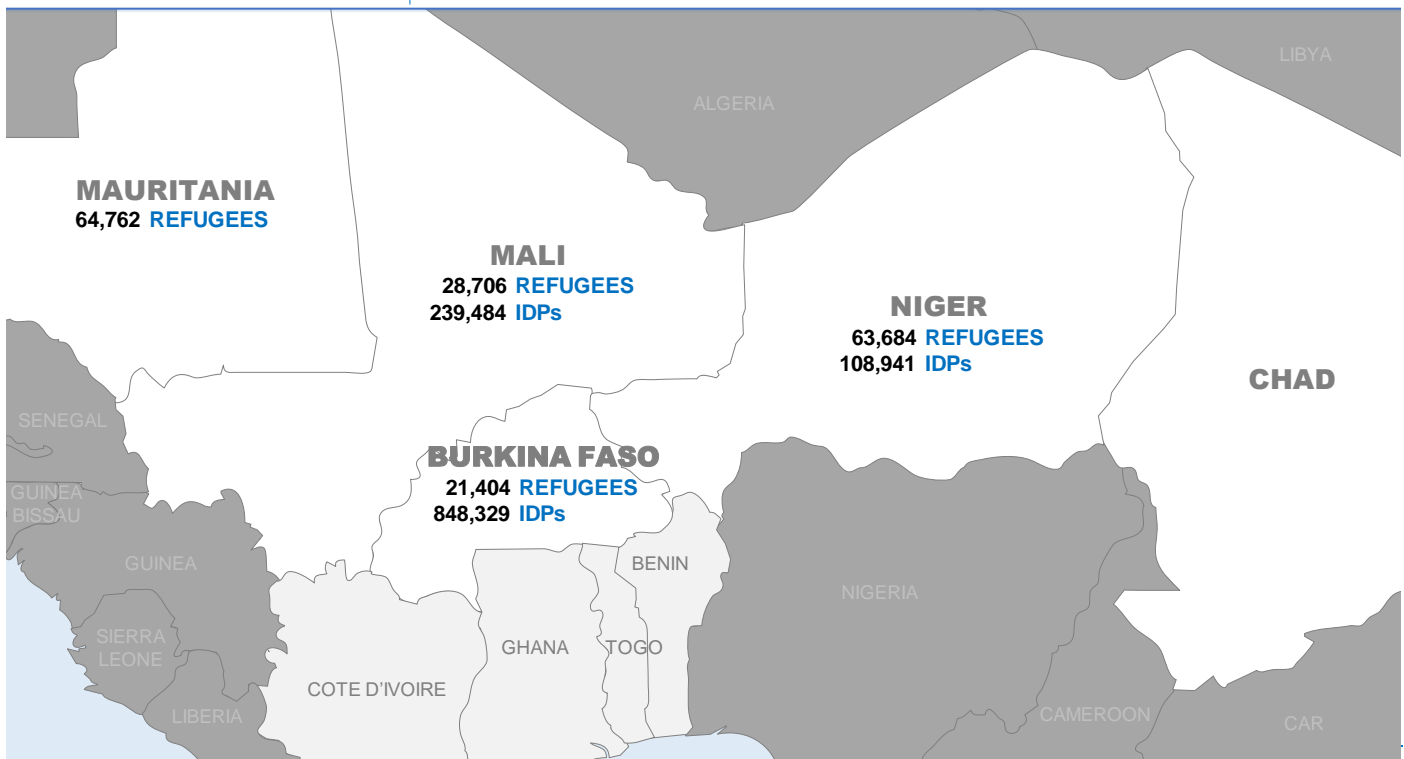 LIBYA
ALGERIA
MAURITANIA
64,762 REFUGEES
MALI
28,706 REFUGEES
239,484 IDPs
NIGER
63,684 REFUGEES
108,941 IDPs
CHAD
SENEGAL
BURKINA FASO
21,404 REFUGEES
848,329 IDPs
GUINEA
BISSAU
GUINEA
BENIN
NIGERIA
SIERRA
LEONE
GHANA
TOGO
COTE D'IVOIRE
LIBERIA
CAMEROON
CAR